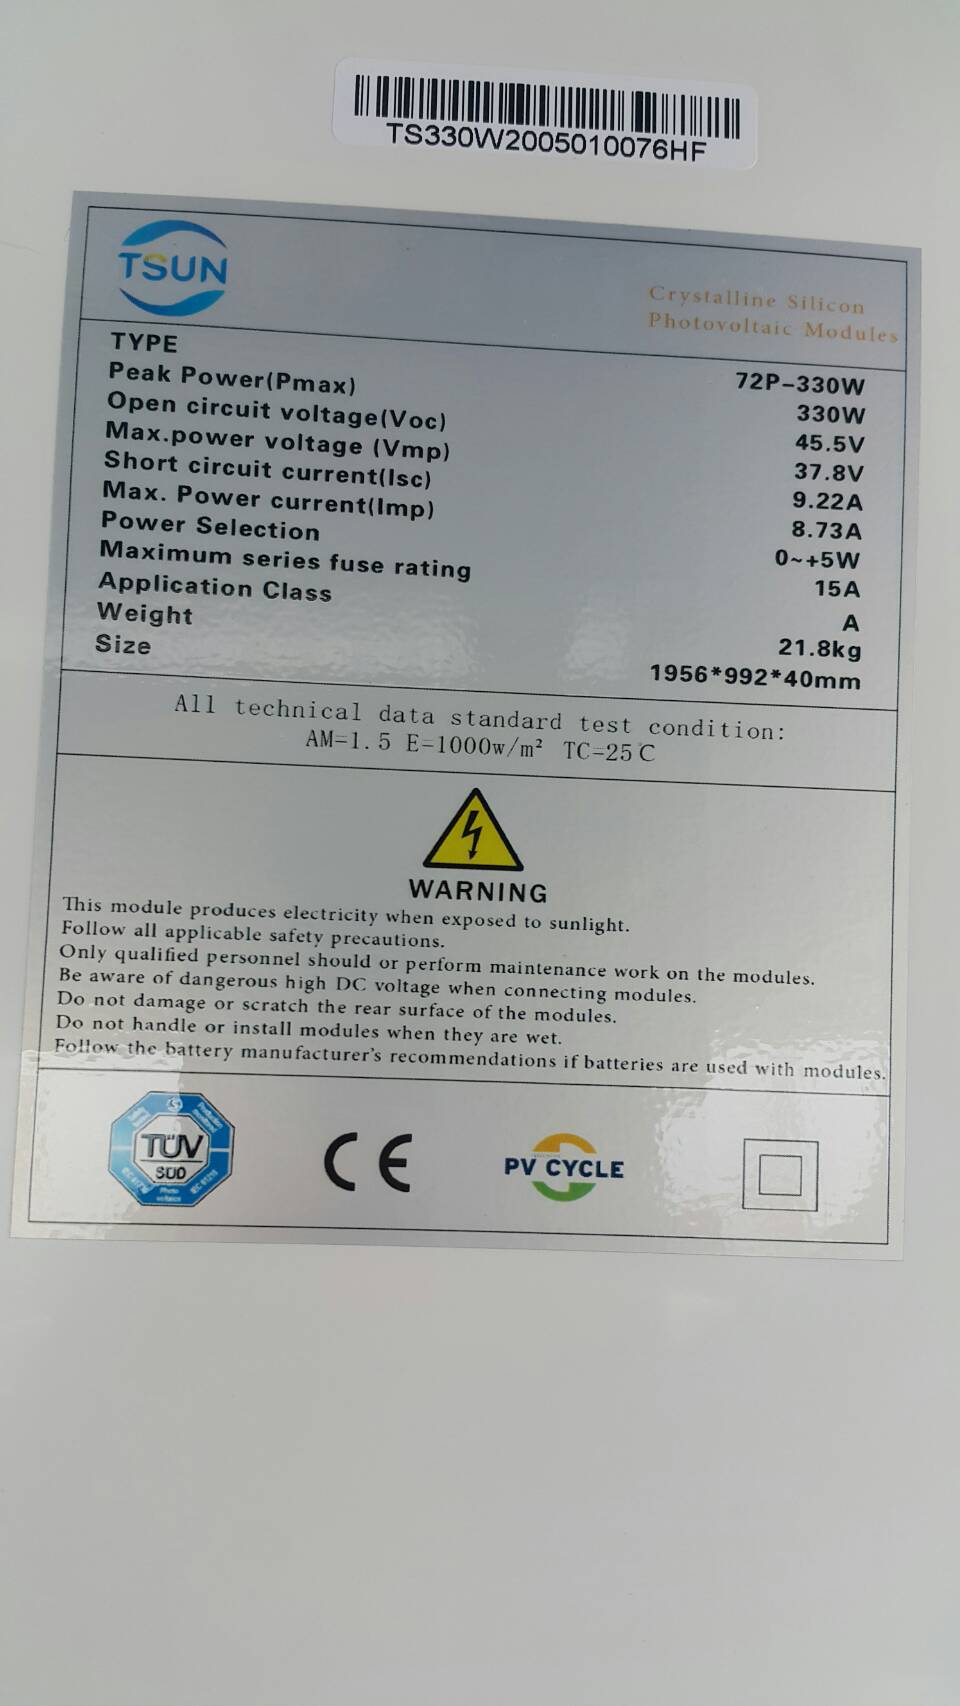 TS330W2005010076HF
TSUN
Crystalline Silicon
Photovoltaic Modules
TYPE 72P-330W
Peak Power(Pmax) 330W
Open circuit voltage(Voc) 45.5V
Max.power voltage (Vmp) 37.8V
Short circuit current(Isc) 9.22A
Max. Power current(Imp) 8.73A
Power Selection 0~+5W
Maximum series fuse rating 15A
Application Class A
Weight 21.8kg
Size 1956*992*40mm
All technical data standard test condition:
AM=1.5 E=1000w/m² TC=25℃
WARNING
This module produces electricity when exposed to sunlight.
Follow all applicable safety precautions.
Only qualified personnel should or perform maintenance work on the modules.
Be aware of dangerous high DC voltage when connecting modules.
Do not damage or scratch the rear surface of the modules.
Do not handle or install modules when they are wet.
Follow the battery manufacturer's recommendations if batteries are used with modules.
Production
monitored
TÜV
SÜD
Photo
voltaics
IEC 61215
CE
PV CYCLE